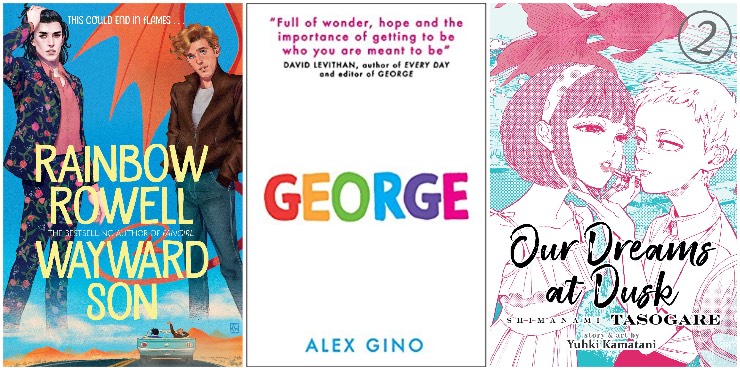 THIS COULD END IN FLAMES . . .
RAINBOW
ROWELL
THE BESTSELLING AUTHOR OF FANGIRL
WAYWARD
SON
"Full of wonder, hope and the
importance of getting to be
who you are meant to be"
DAVID LEVITHAN, author of EVERY DAY
and editor of GEORGE
GEORGE
ALEX GINO
2
Our Dreams
at Dusk
SHIMANAMI TASOGARE
story & art by
Yuhki Kamatani